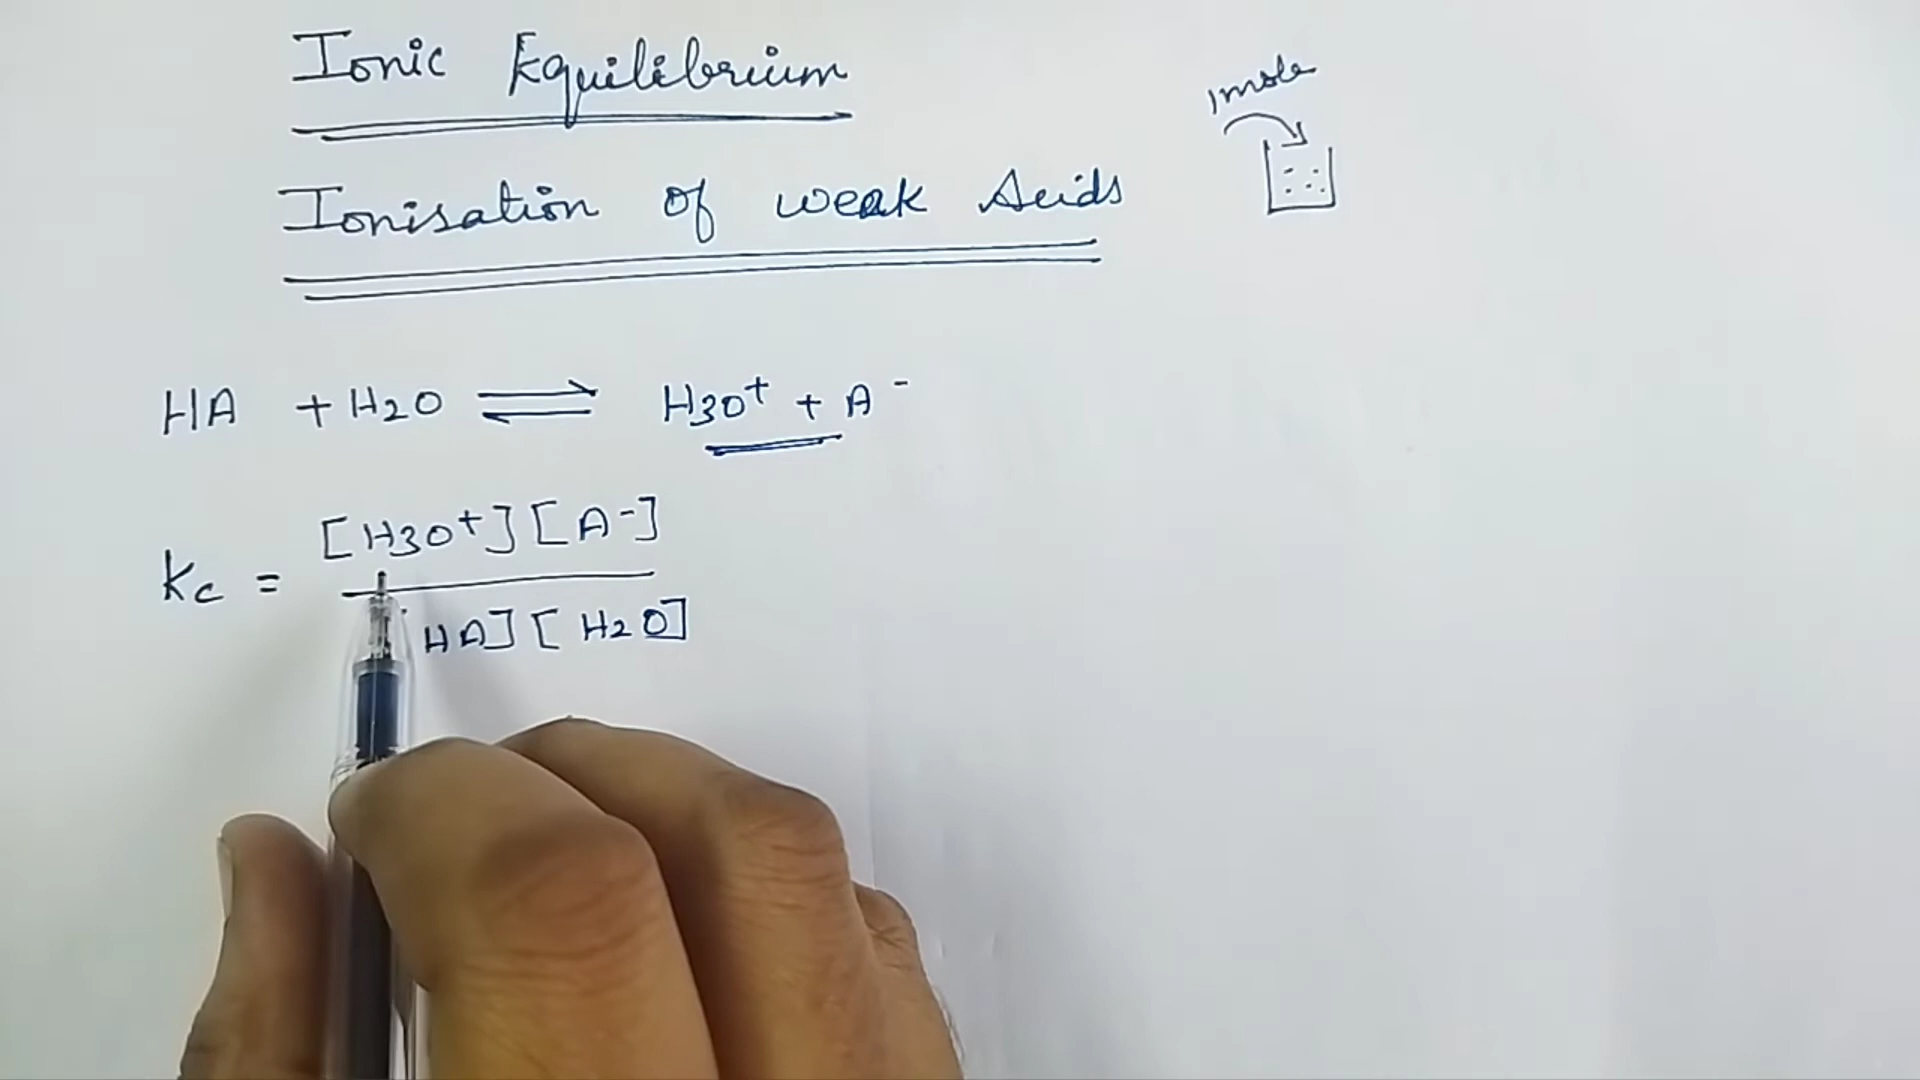 Ionic Equilibrium
1mole
Ionisation of weak Acids
HA + H2O ⇌ H3O+ + A-
Kc = [H3O+][A-]
HA][H2O]